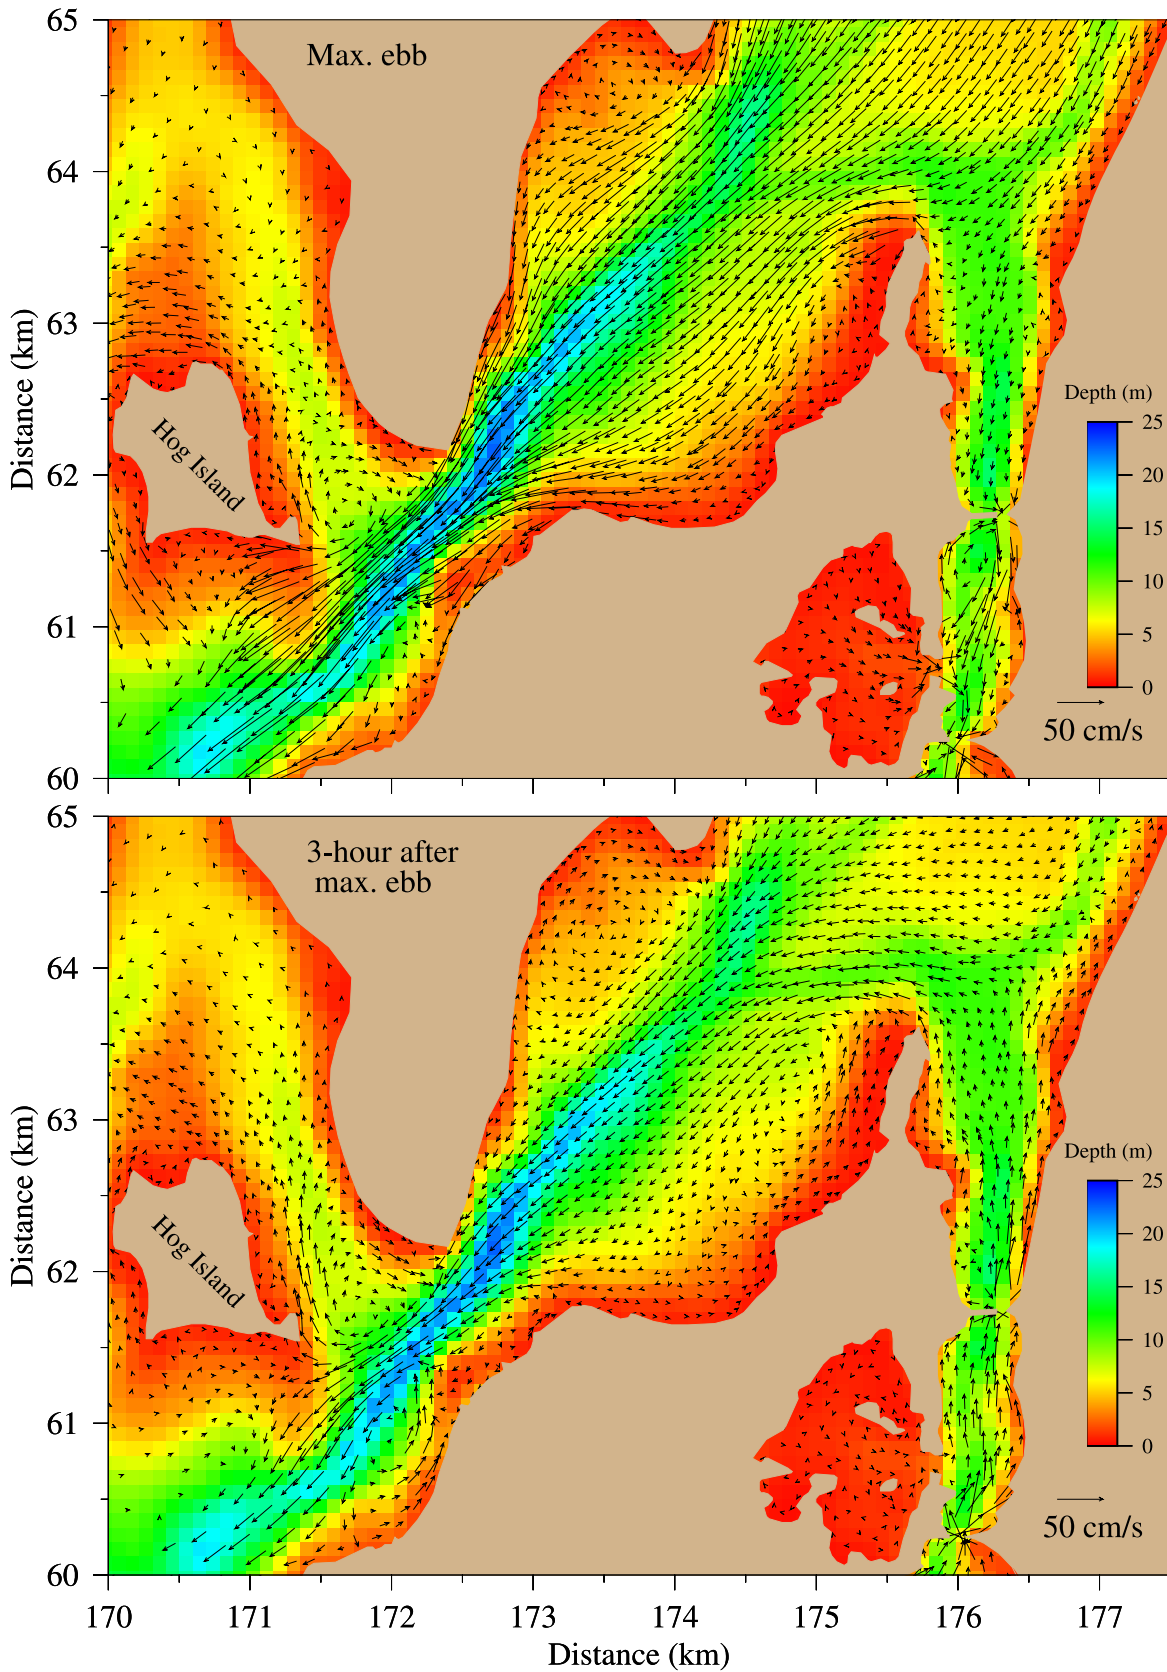 65
Max. ebb
64
63
Distance (km)
Depth (m)
25
Hog Island
62
20
15
10
61
5
0
50 cm/s
60
65
3-hour after
max. ebb
64
63
Distance (km)
Depth (m)
25
Hog Island
62
20
15
10
61
5
0
50 cm/s
60
170 171 172 173 174 175 176 177
Distance (km)